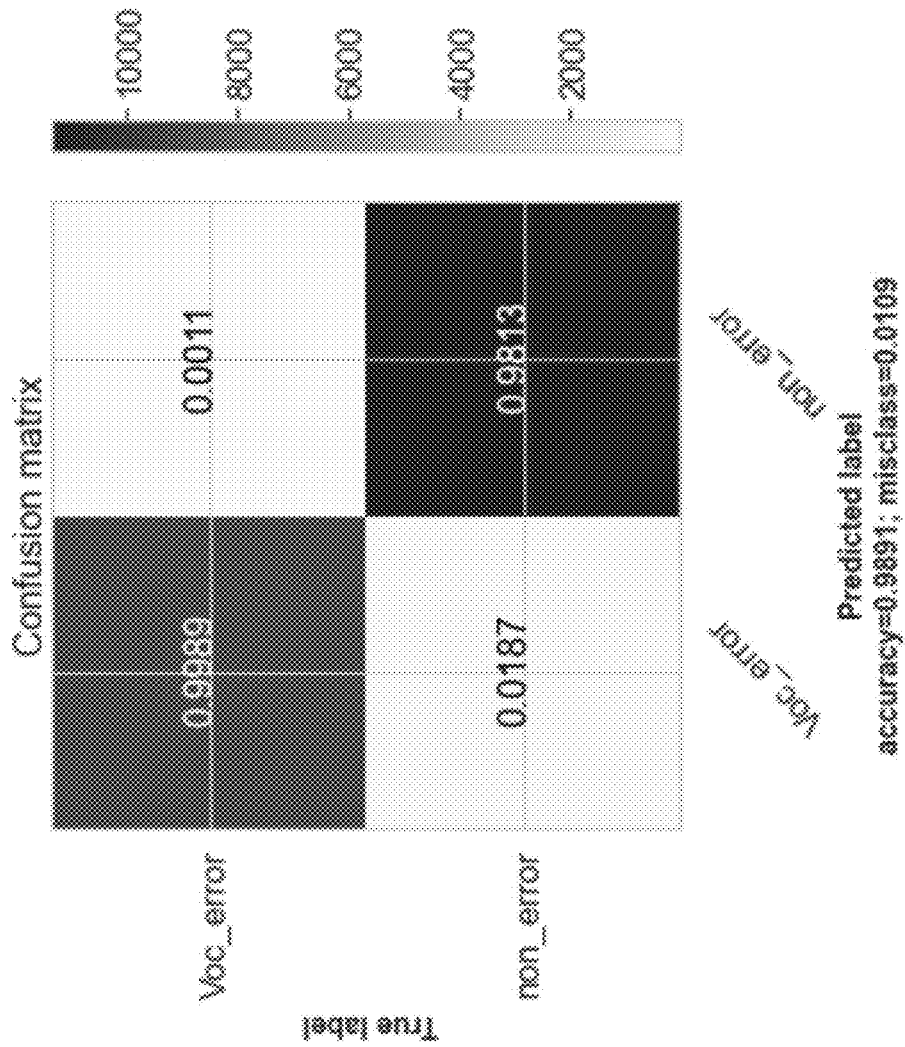 Confusion matrix
True label
Voc_error
non_error
0.9989
0.0011
0.0187
0.9813
Voc_error
non_error
Predicted label
accuracy=0.9891; misclass=0.0109
10000
8000
6000
4000
2000